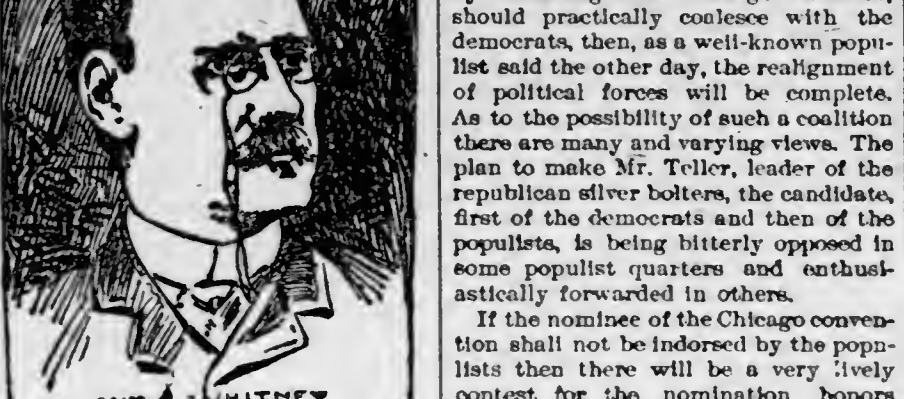 should practically coalesce with the
democrats, then, as a well-known popu-
list said the other day, the realignment
of political forces will be complete.
As to the possibility of such a coalition
there are many and varying views. The
plan to make Mr. Teller, leader of the
republican silver bolters, the candidate,
first of the democrats and then of the
populists, is being bitterly opposed in
some populist quarters and enthusi-
astically forwarded in others.
If the nominee of the Chicago conven-
tion shall not be indorsed by the popu-
lists then there will be a very lively
contest for the nomination honors
WHITNEY